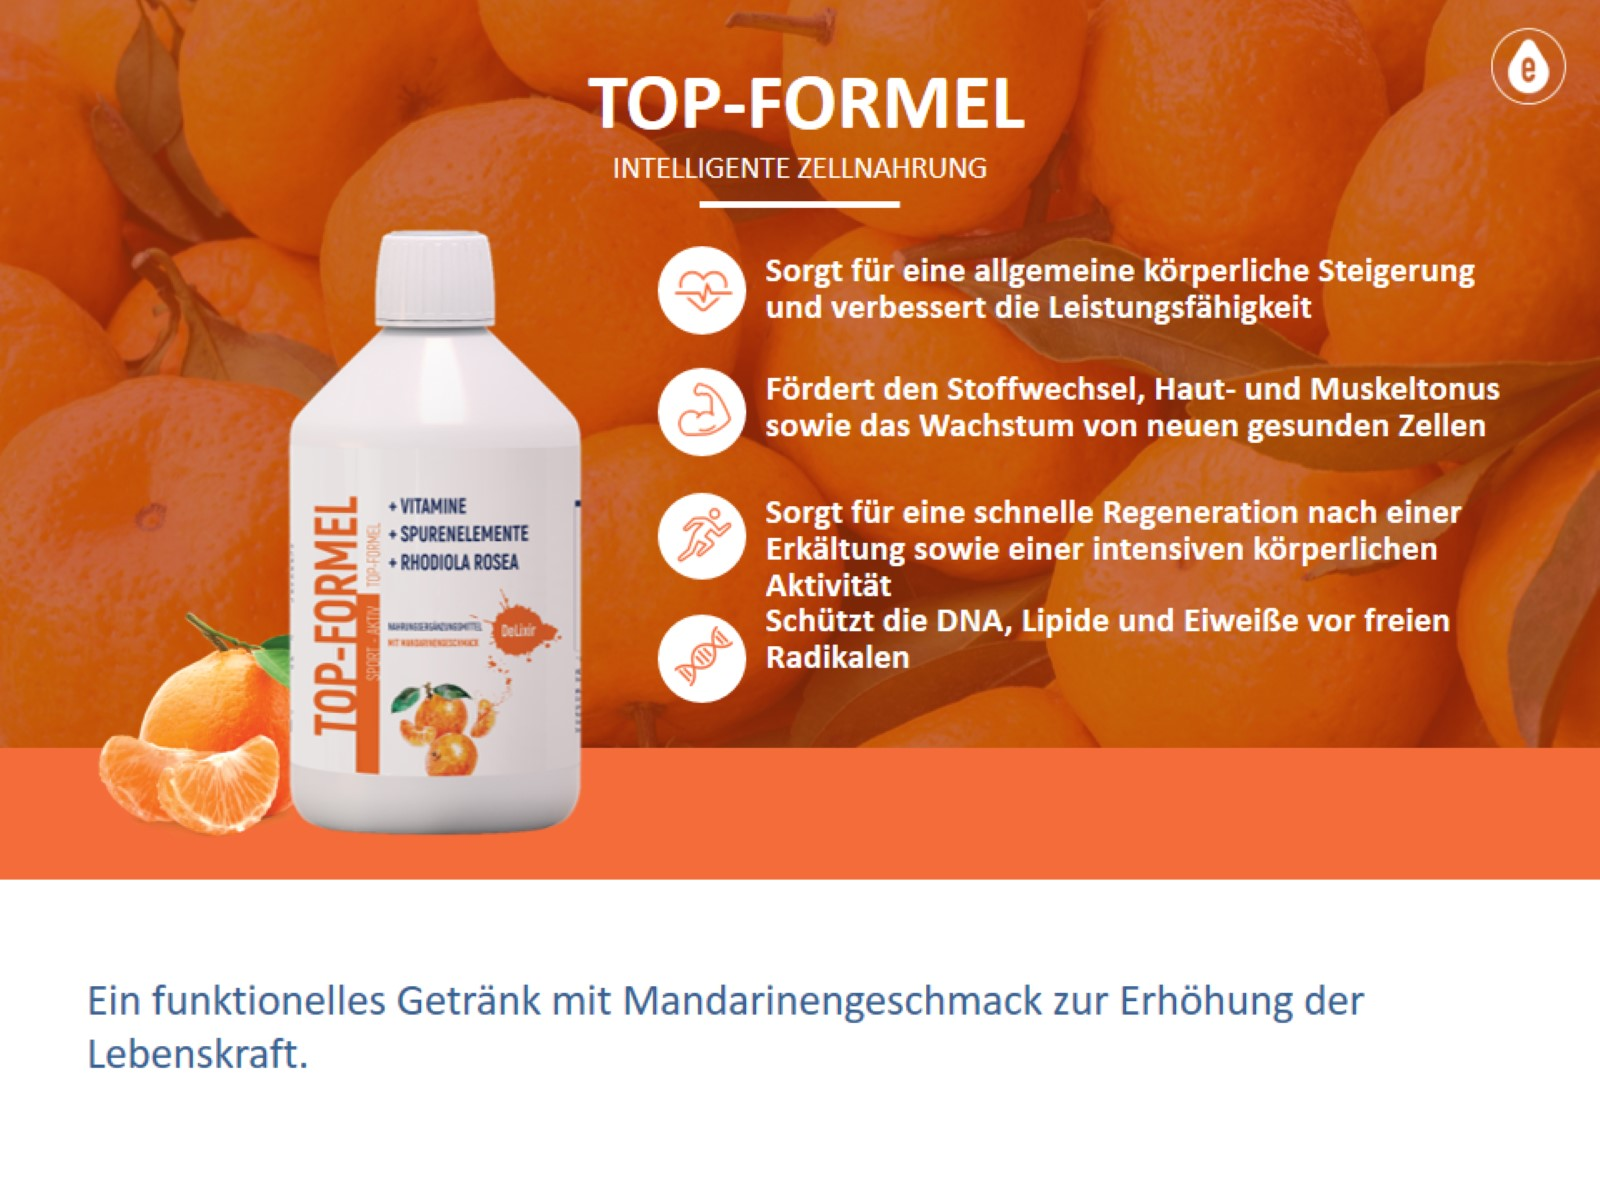 e
TOP-FORMEL
INTELLIGENTE ZELLNAHRUNG
Sorgt für eine allgemeine körperliche Steigerung
und verbessert die Leistungsfähigkeit
Fördert den Stoffwechsel, Haut- und Muskeltonus
sowie das Wachstum von neuen gesunden Zellen
Sorgt für eine schnelle Regeneration nach einer
Erkältung sowie einer intensiven körperlichen
Aktivität
Schützt die DNA, Lipide und Eiweiße vor freien
Radikalen
TOP-FORMEL
TOP-FORMEL
SPORT - AKTIV
+ VITAMINE
+ SPURENELEMENTE
+ RHODIOLA ROSEA
NAHRUNGSERGÄNZUNGSMITTEL
MIT MANDARINENGESCHMACK
DeLixir
Ein funktionelles Getränk mit Mandarinengeschmack zur Erhöhung der
Lebenskraft.